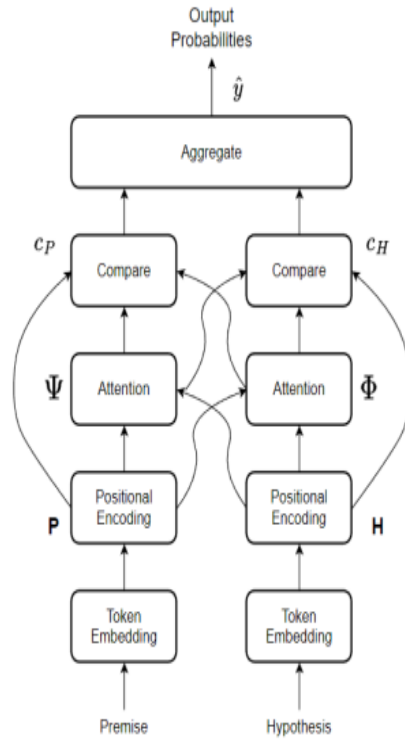 Output
Probabilities
ŷ
Aggregate
c_P
c_H
Compare
Compare
Ψ
Attention
Attention
Φ
Positional
Encoding
Positional
Encoding
P
H
Token
Embedding
Token
Embedding
Premise
Hypothesis